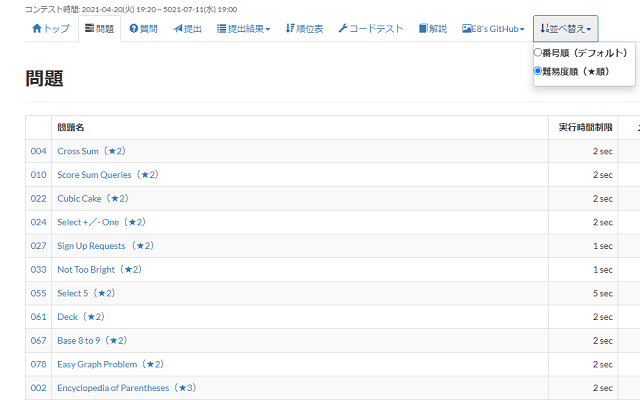 コンテスト時間: 2021-04-20(火) 19:20 ~ 5021-07-11(水) 19:00
トップ 問題 質問 提出 提出結果 順位表 コードテスト 解説 E8's GitHub 並べ替え
番号順（デフォルト）
難易度順（★順）
問題
問題名 実行時間制限
004 Cross Sum（★2） 2 sec
010 Score Sum Queries（★2） 2 sec
022 Cubic Cake（★2） 2 sec
024 Select +／- One（★2） 2 sec
027 Sign Up Requests （★2） 1 sec
033 Not Too Bright（★2） 1 sec
055 Select 5（★2） 5 sec
061 Deck（★2） 2 sec
067 Base 8 to 9（★2） 2 sec
078 Easy Graph Problem（★2） 2 sec
002 Encyclopedia of Parentheses（★3） 2 sec